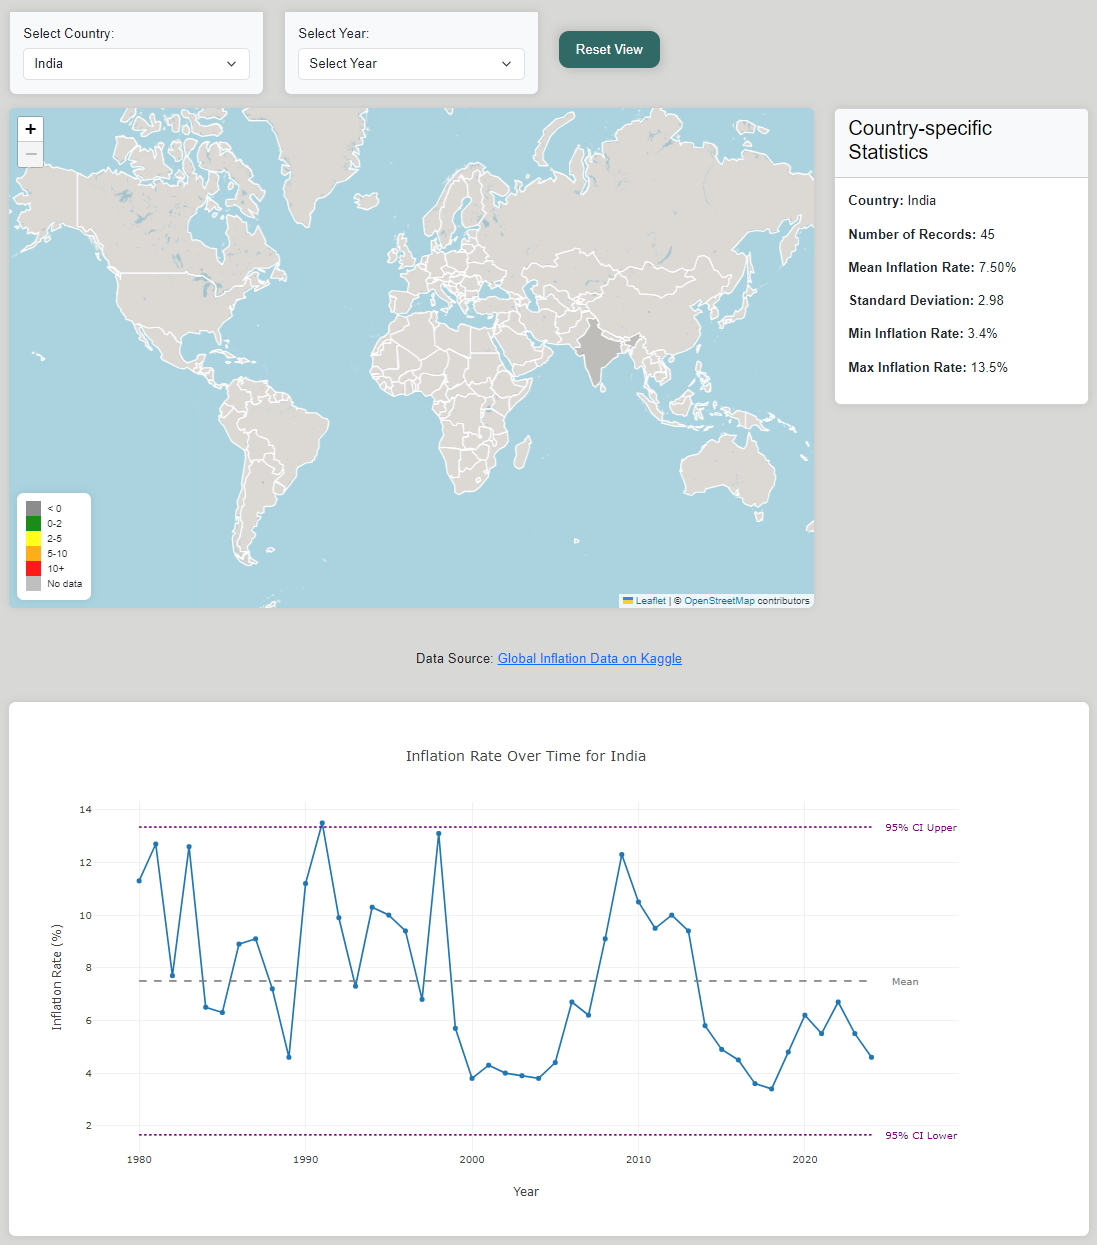 Select Country:
India
Select Year:
Select Year
Reset View
+
−
Country-specific
Statistics
Country: India
Number of Records: 45
Mean Inflation Rate: 7.50%
Standard Deviation: 2.98
Min Inflation Rate: 3.4%
Max Inflation Rate: 13.5%
< 0
0-2
2-5
5-10
10+
No data
Leaflet | © OpenStreetMap contributors
Data Source: Global Inflation Data on Kaggle
Inflation Rate Over Time for India
14
12
10
8
6
4
2
Inflation Rate (%)
95% CI Upper
Mean
95% CI Lower
1980
1990
2000
2010
2020
Year